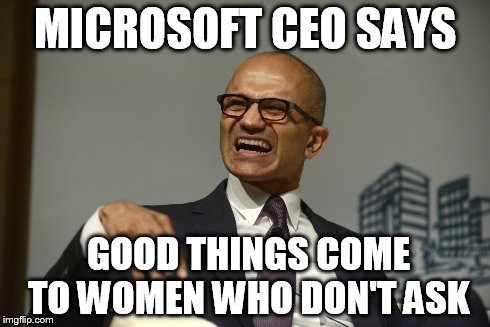 MICROSOFT CEO SAYS
GOOD THINGS COME
TO WOMEN WHO DON'T ASK
imgflip.com